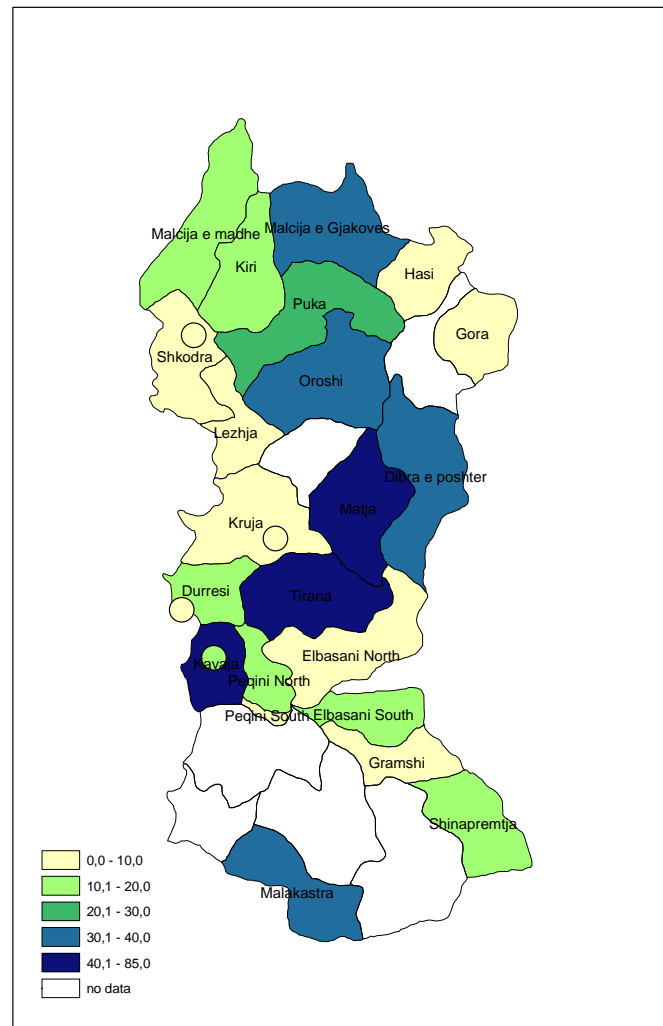 Malcija e madhe
Malcija e Gjakoves
Kiri
Hasi
Puka
Gora
Shkodra
Oroshi
Lezhja
Dibra e poshter
Matja
Kruja
Durresi
Tirana
Elbasani North
Kavaja
Peqini North
Peqini South
Elbasani South
Gramshi
Shinapremtja
Malakastra
0,0 - 10,0
10,1 - 20,0
20,1 - 30,0
30,1 - 40,0
40,1 - 85,0
no data